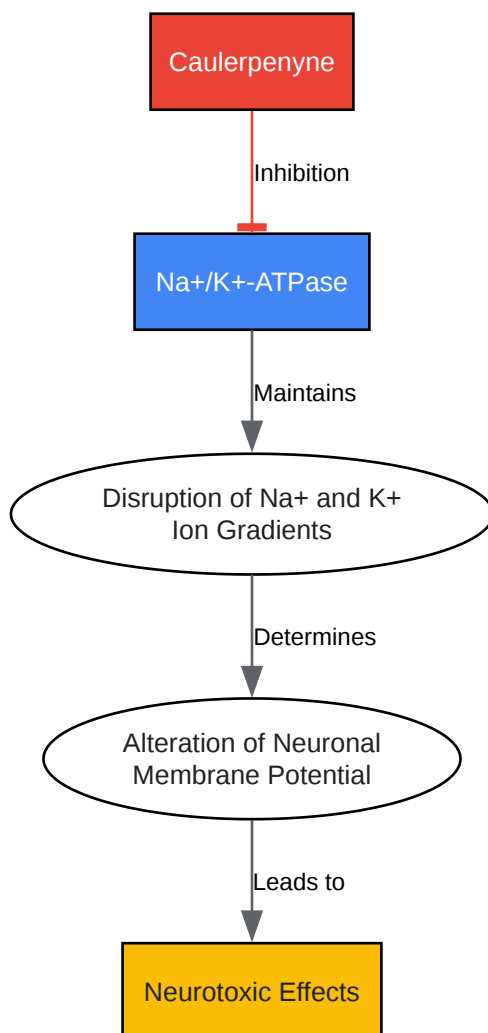 Caulerpenyne
Inhibition
Na+/K+-ATPase
Maintains
Disruption of Na+ and K+
Ion Gradients
Determines
Alteration of Neuronal
Membrane Potential
Leads to
Neurotoxic Effects